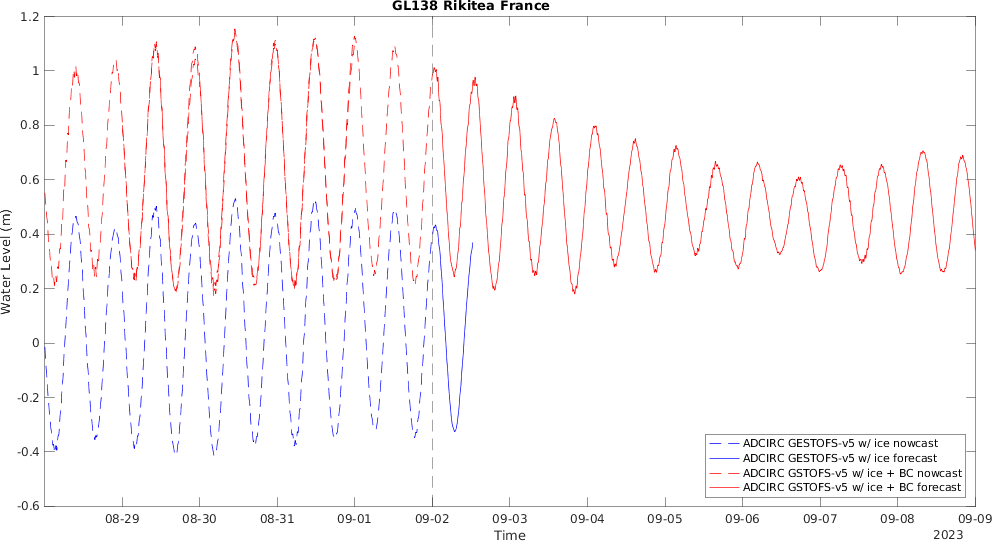 GL138 Rikitea France
Water Level (m)
1.2
1
0.8
0.6
0.4
0.2
0
-0.2
-0.4
-0.6
ADCIRC GESTOFS-v5 w/ ice nowcast
ADCIRC GESTOFS-v5 w/ ice forecast
ADCIRC GSTOFS-v5 w/ ice + BC nowcast
ADCIRC GSTOFS-v5 w/ ice + BC forecast
08-29 08-30 08-31 09-01 09-02 09-03 09-04 09-05 09-06 09-07 09-08 09-09
Time
2023